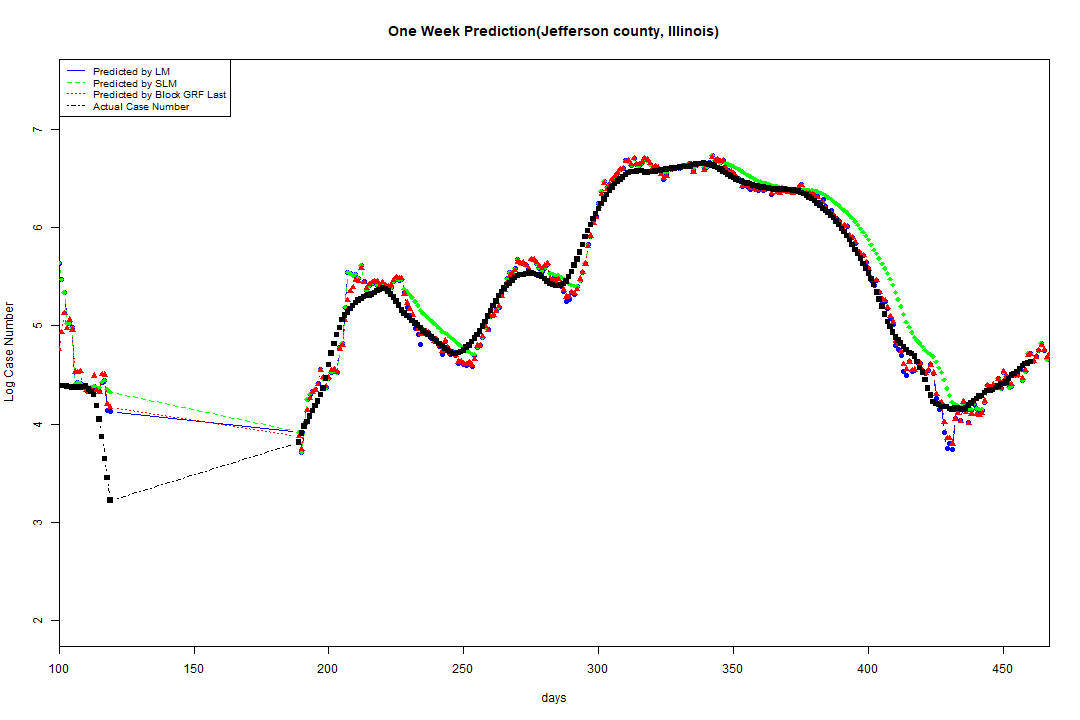 One Week Prediction(Jefferson county, Illinois)
Predicted by LM
Predicted by SLM
Predicted by Block GRF Last
Actual Case Number
Log Case Number
7
6
5
4
3
2
100 150 200 250 300 350 400 450
days